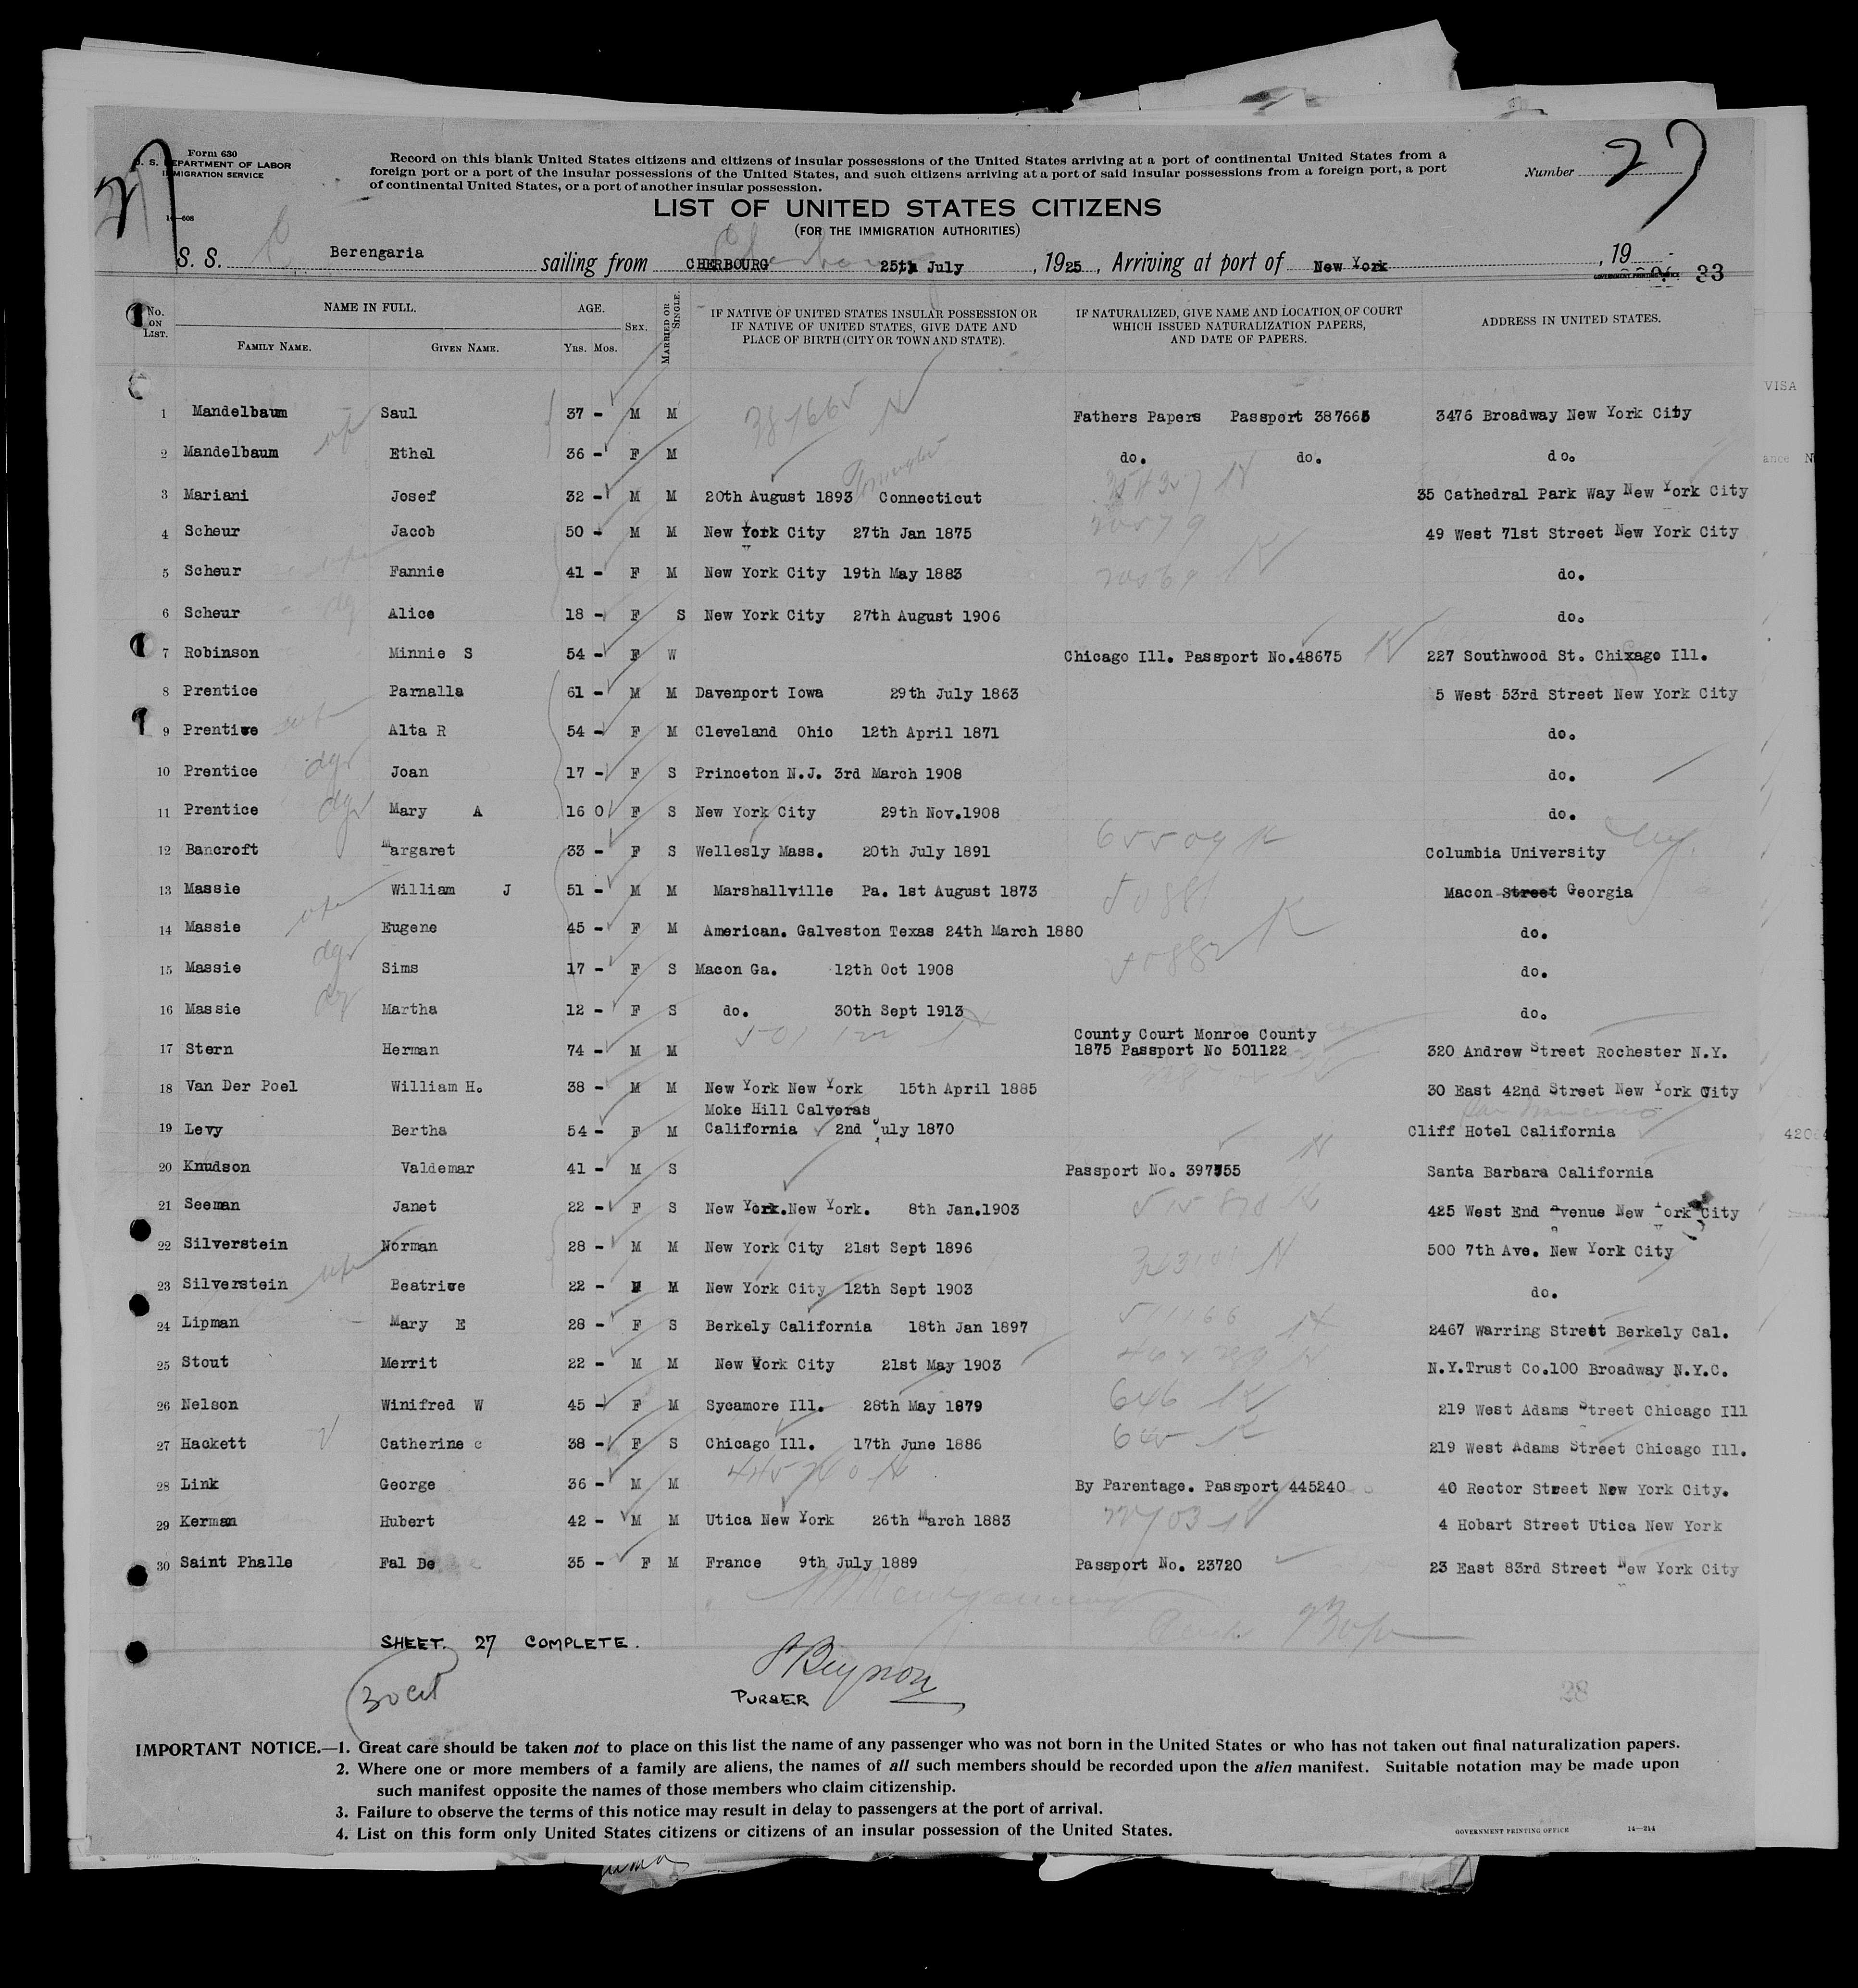 Form 630
U. S. DEPARTMENT OF LABOR
IMMIGRATION SERVICE
Record on this blank United States citizens and citizens of insular possessions of the United States arriving at a port of continental United States from a
foreign port or a port of the insular possessions of the United States, and such citizens arriving at a port of said insular possessions from a foreign port, a port
of continental United States, or a port of another insular possession.
Number 27
27
LIST OF UNITED STATES CITIZENS
(FOR THE IMMIGRATION AUTHORITIES)
S. S. Berengaria sailing from CHERBOURG 25th July, 1925, Arriving at port of New York, 19
33
No. ON LIST. NAME IN FULL. FAMILY NAME. GIVEN NAME. AGE. Yrs. Mos. SEX. MARRIED OR SINGLE. IF NATIVE OF UNITED STATES INSULAR POSSESSION OR IF NATIVE OF UNITED STATES, GIVE DATE AND PLACE OF BIRTH (CITY OR TOWN AND STATE). IF NATURALIZED, GIVE NAME AND LOCATION OF COURT WHICH ISSUED NATURALIZATION PAPERS, AND DATE OF PAPERS. ADDRESS IN UNITED STATES.
VISA
1 Mandelbaum Saul 37 - M M 387665 Fathers Papers Passport 387665 3476 Broadway New York City
2 Mandelbaum wf Ethel 36 - F M do. do. do.
3 Mariani Josef 32 - M M 20th August 1893 Connecticut 35 Cathedral Park Way New York City
4 Scheur Jacob 50 - M M New York City 27th Jan 1875 49 West 71st Street New York City
5 Scheur Fannie 41 - F M New York City 19th May 1883 do.
6 Scheur Alice 18 - F S New York City 27th August 1906 do.
7 Robinson Minnie S 54 - F W Chicago Ill. Passport No.48675 227 Southwood St. Chixago Ill.
8 Prentice Parnalla 61 - M M Davenport Iowa 29th July 1863 5 West 53rd Street New York City
9 Prentice Alta R 54 - F M Cleveland Ohio 12th April 1871 do.
10 Prentice dgr Joan 17 - F S Princeton N.J. 3rd March 1908 do.
11 Prentice dgr Mary A 16 0 F S New York City 29th Nov.1908 do.
12 Bancroft Margaret 33 - F S Wellesly Mass. 20th July 1891 65509 Columbia University
13 Massie William J 51 - M M Marshallville Pa. 1st August 1873 50881 Macon Street Georgia
14 Massie Eugene 45 - F M American. Galveston Texas 24th March 1880 do.
15 Massie dgr Sims 17 - F S Macon Ga. 12th Oct 1908 50882 do.
16 Massie Martha 12 - F S do. 30th Sept 1913 do.
17 Stern Herman 74 - M M County Court Monroe County
1875 Passport No 501122 320 Andrew Street Rochester N.Y.
18 Van Der Poel William H. 38 - M M New York New York 15th April 1885 30 East 42nd Street New York City
Moke Hill Calveras San Francisco
19 Levy Bertha 54 - F M California 2nd July 1870 Cliff Hotel California
20 Knudson Valdemar 41 - M S Passport No. 397355 Santa Barbara California
21 Seeman Janet 22 - F S New York.New York. 8th Jan.1903 425 West End Avenue New York City
22 Silverstein Norman 28 - M M New York City 21st Sept 1896 500 7th Ave. New York City
23 Silverstein Beatrice 22 - F M New York City 12th Sept 1903 do.
24 Lipman Mary E 28 - F S Berkely California 18th Jan 1897 2467 Warring Street Berkely Cal.
25 Stout Merrit 22 - M M New York City 21st May 1903 N.Y.Trust Co.100 Broadway N.Y.C.
26 Nelson Winifred W 45 - F M Sycamore Ill. 28th May 1879 646 219 West Adams Street Chicago Ill
27 Hackett Catherine C 38 - F S Chicago Ill. 17th June 1886 219 West Adams Street Chicago Ill.
28 Link George 36 - M M 445240 By Parentage. Passport 445240 40 Rector Street New York City.
29 Kerman Hubert 42 - M M Utica New York 26th March 1883 4 Hobart Street Utica New York
30 Saint Phalle Fal De 35 - F M France 9th July 1889 Passport No. 23720 23 East 83rd Street New York City
SHEET. 27 COMPLETE.
30 cit
Beynon
PURSER
28
IMPORTANT NOTICE.—1. Great care should be taken not to place on this list the name of any passenger who was not born in the United States or who has not taken out final naturalization papers.
2. Where one or more members of a family are aliens, the names of all such members should be recorded upon the alien manifest. Suitable notation may be made upon
such manifest opposite the names of those members who claim citizenship.
3. Failure to observe the terms of this notice may result in delay to passengers at the port of arrival.
4. List on this form only United States citizens or citizens of an insular possession of the United States.
GOVERNMENT PRINTING OFFICE 14—214